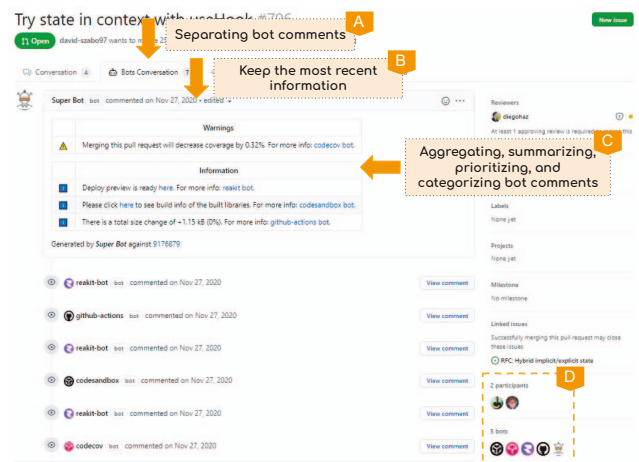 Try state in context with useHook #706
New issue
Open david-szabo97 wants to
A
Separating bot comments
Conversation 4
Bots Conversation 7
B
Keep the most recent
information
Super Bot bot commented on Nov 27, 2020 • edited
Warnings
Merging this pull request will decrease coverage by 0.32%. For more info: codecov bot.
Information
Deploy preview is ready here. For more info: reakit bot.
Please click here to see build info of the built libraries. For more info: codesandbox bot.
There is a total size change of +1.15 kB (0%). For more info: github-actions bot.
Generated by Super Bot against 9176879
reakit-bot bot commented on Nov 27, 2020 View comment
github-actions bot commented on Nov 27, 2020 View comment
reakit-bot bot commented on Nov 27, 2020 View comment
codesandbox bot commented on Nov 27, 2020 View comment
reakit-bot bot commented on Nov 27, 2020 View comment
codecov bot commented on Nov 27, 2020 View comment
Reviewers
diegohaz
At least 1 approving review is required to this
C
Aggregating, summarizing,
prioritizing, and
categorizing bot comments
Labels
None yet
Projects
None yet
Milestone
No milestone
Linked issues
Successfully merging this pull request may close
these issues.
RFC: Hybrid implicit/explicit state
D
2 participants
5 bots